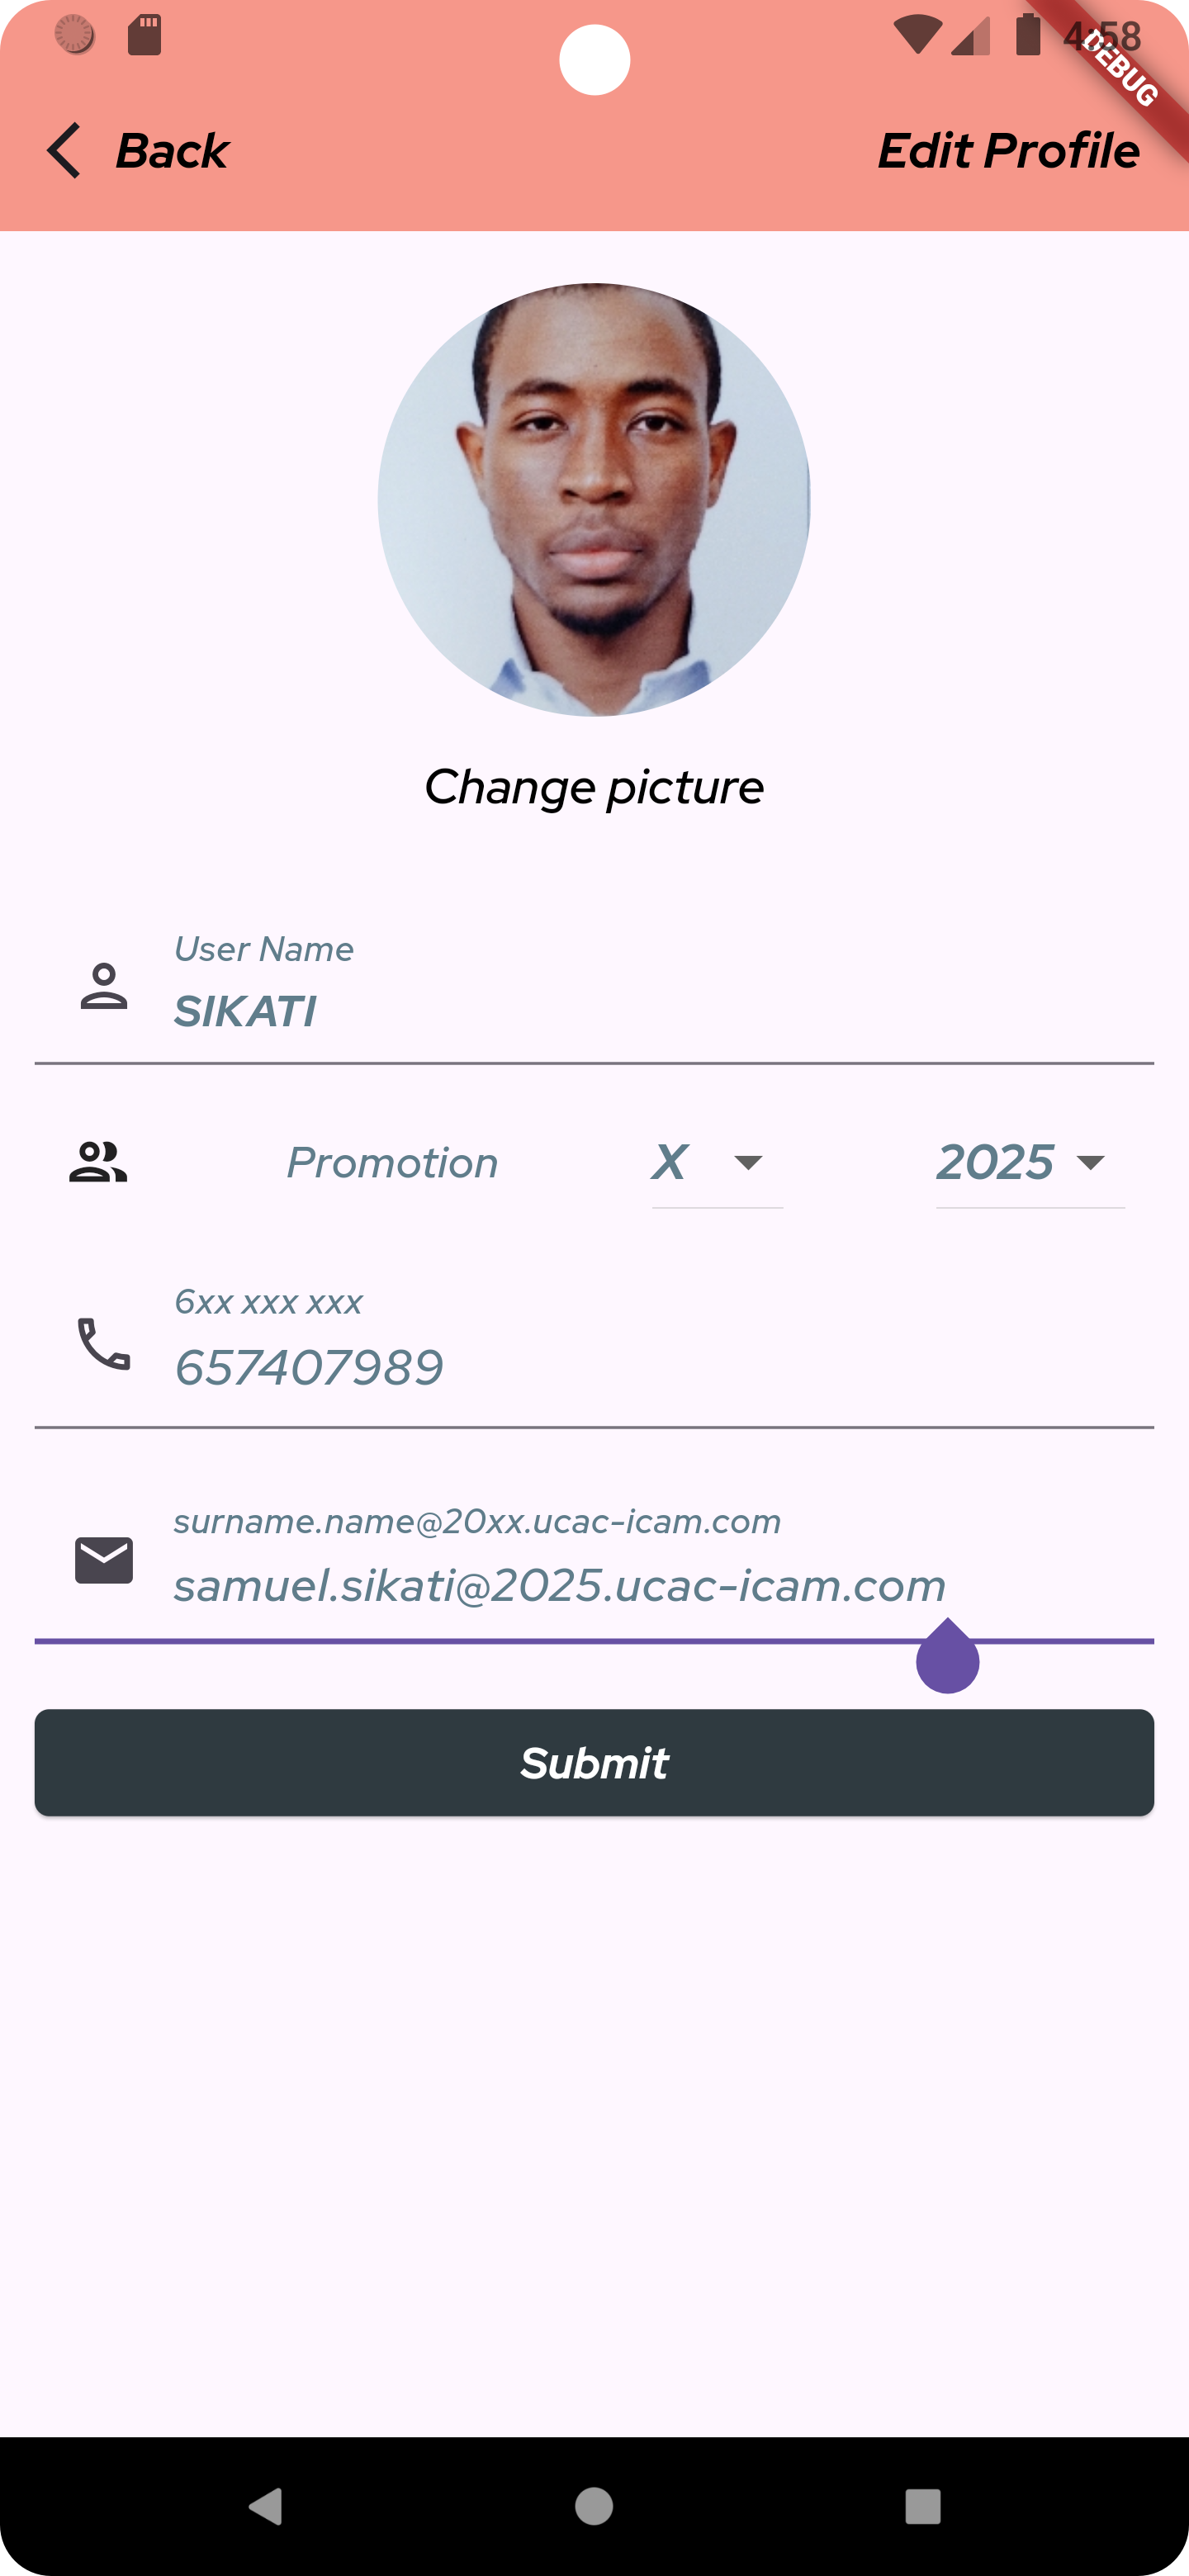 4:58
DEBUG
Back Edit Profile
Change picture
User Name
SIKATI
Promotion X 2025
6xx xxx xxx
657407989
surname.name@20xx.ucac-icam.com
samuel.sikati@2025.ucac-icam.com
Submit